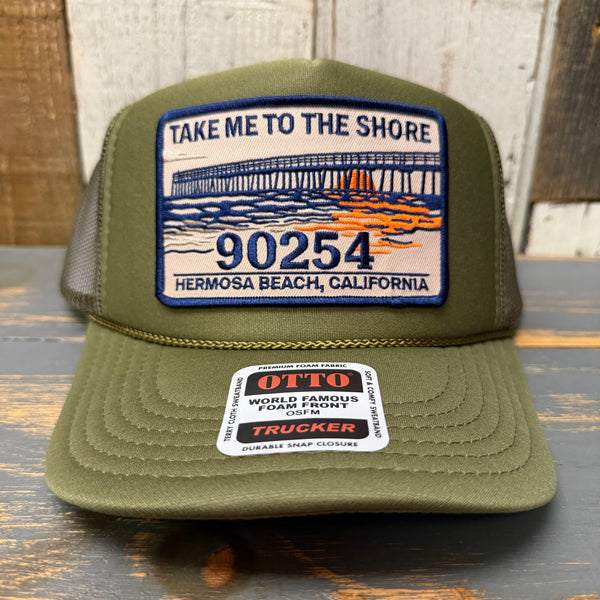 TAKE ME TO THE SHORE
90254
HERMOSA BEACH, CALIFORNIA
PREMIUM FOAM FABRIC
OTTO
WORLD FAMOUS
FOAM FRONT
OSFM
TRUCKER
DURABLE SNAP CLOSURE
TERRY CLOTH SWEATBAND
SOFT & COMFY SWEATBAND